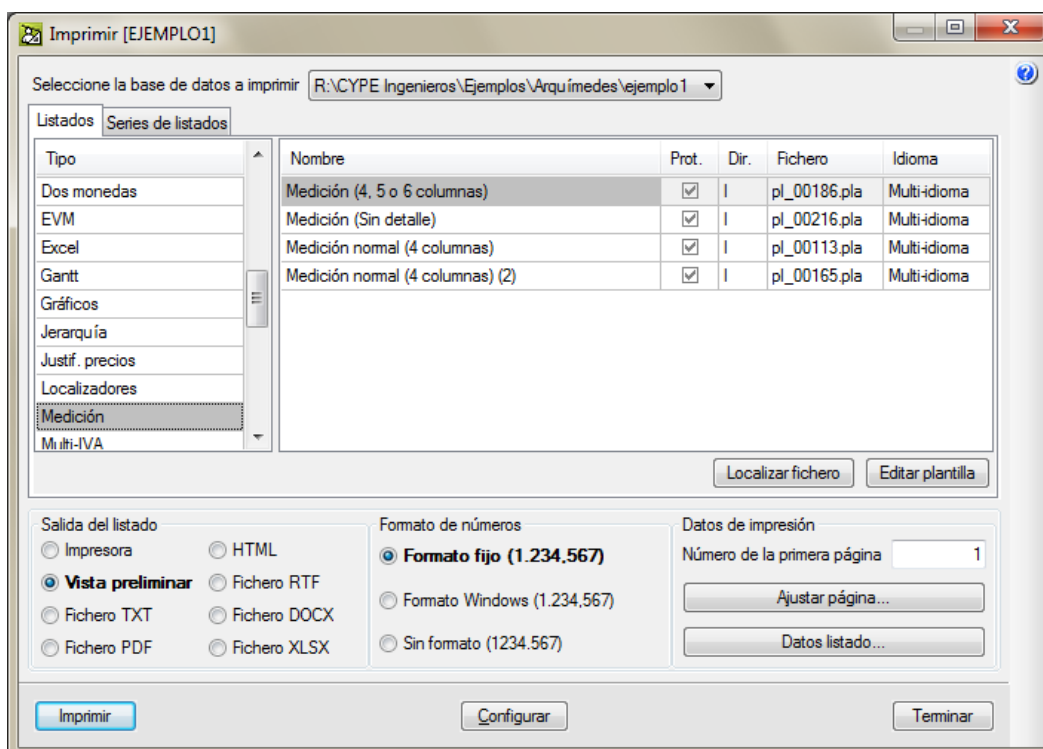 Imprimir [EJEMPLO1]
Seleccione la base de datos a imprimir R:\CYPE Ingenieros\Ejemplos\Arquímedes\ejemplo1
Listados Series de listados
Tipo Nombre Prot. Dir. Fichero Idioma
Dos monedas Medición (4, 5 o 6 columnas) I pl_00186.pla Multi-idioma
EVM Medición (Sin detalle) I pl_00216.pla Multi-idioma
Excel Medición normal (4 columnas) I pl_00113.pla Multi-idioma
Gantt Medición normal (4 columnas) (2) I pl_00165.pla Multi-idioma
Gráficos
Jerarquía
Justif. precios
Localizadores
Medición
Multi-IVA
Localizar fichero Editar plantilla
Salida del listado Formato de números Datos de impresión
Impresora HTML Formato fijo (1.234,567) Número de la primera página 1
Vista preliminar Fichero RTF Formato Windows (1.234,567) Ajustar página...
Fichero TXT Fichero DOCX Sin formato (1234.567) Datos listado...
Fichero PDF Fichero XLSX
Imprimir Configurar Terminar